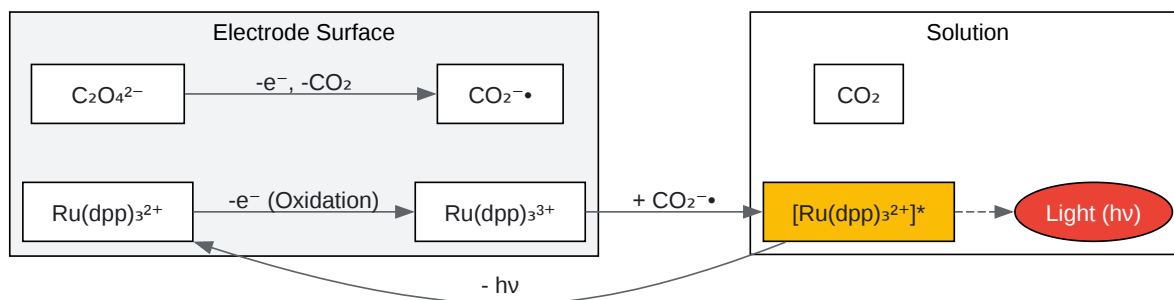 Electrode Surface
Solution
C₂O₄²⁻
-e⁻, -CO₂
CO₂⁻•
CO₂
Ru(dpp)₃²⁺
-e⁻ (Oxidation)
Ru(dpp)₃³⁺
+ CO₂⁻•
[Ru(dpp)₃²⁺]*
Light (hν)
- hν